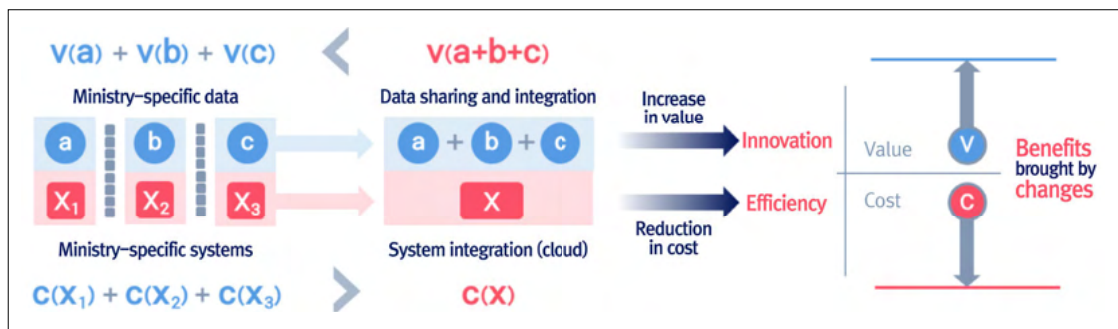 v(a) + v(b) + v(c) < v(a+b+c)
Ministry-specific data
Data sharing and integration
a b c
a + b + c
X₁ X₂ X₃
X
Ministry-specific systems
System integration (cloud)
C(X₁) + C(X₂) + C(X₃) > C(X)
Increase
in value
Innovation
Efficiency
Reduction
in cost
Value
V
Cost
C
Benefits
brought by
changes